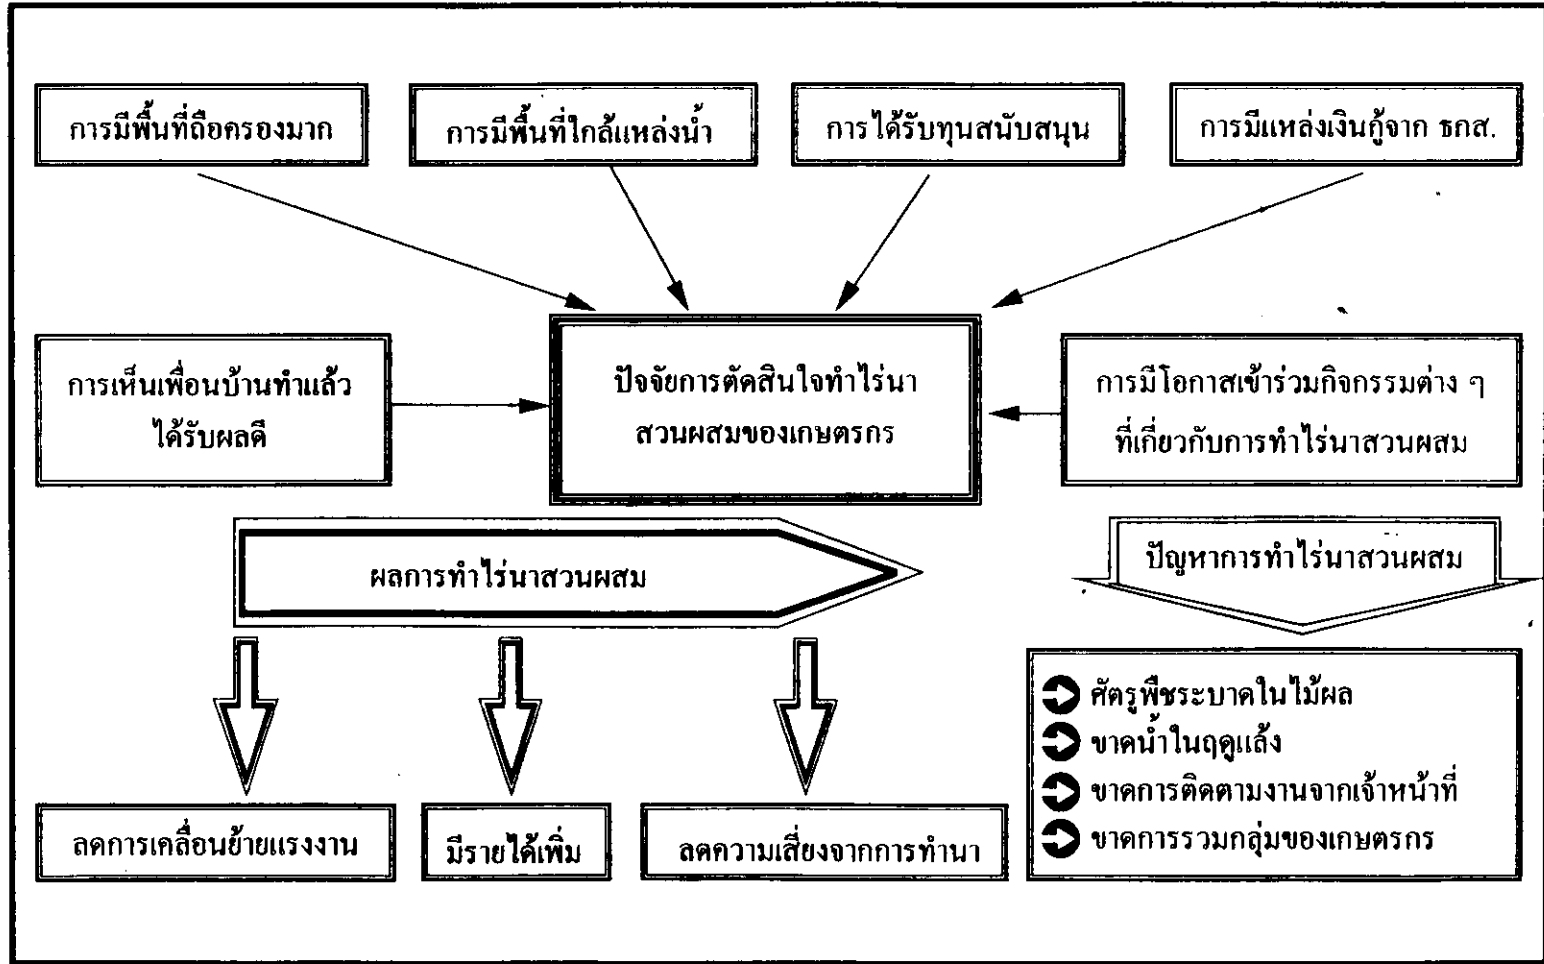 การมีพื้นที่ถือครองมาก
การมีพื้นที่ใกล้แหล่งน้ำ
การได้รับทุนสนับสนุน
การมีแหล่งเงินกู้จาก ธกส.
การเห็นเพื่อนบ้านทำแล้ว
ได้รับผลดี
ปัจจัยการตัดสินใจทำไร่นา
สวนผสมของเกษตรกร
การมีโอกาสเข้าร่วมกิจกรรมต่าง ๆ
ที่เกี่ยวกับการทำไร่นาสวนผสม
ผลการทำไร่นาสวนผสม
ปัญหาการทำไร่นาสวนผสม
ลดการเคลื่อนย้ายแรงงาน
มีรายได้เพิ่ม
ลดความเสี่ยงจากการทำนา
ศัตรูพืชระบาดในไม้ผล
ขาดน้ำในฤดูแล้ง
ขาดการติดตามงานจากเจ้าหน้าที่
ขาดการรวมกลุ่มของเกษตรกร